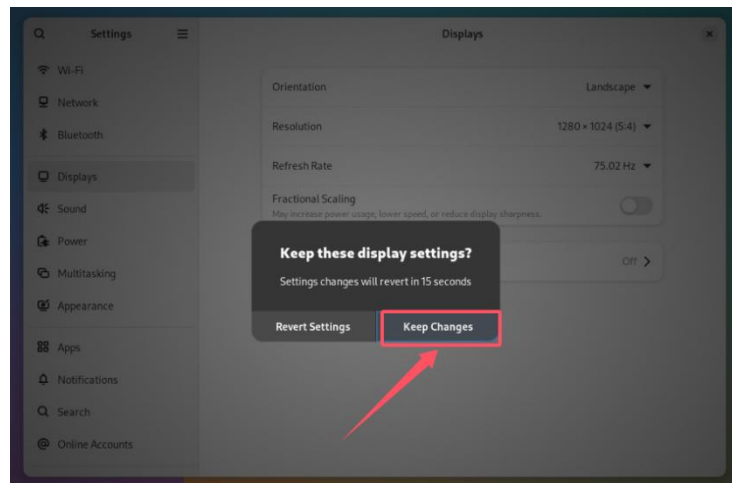 Settings
Displays
Wi-Fi
Network
Bluetooth
Displays
Sound
Power
Multitasking
Appearance
Apps
Notifications
Search
Online Accounts
Orientation
Landscape
Resolution
1280 × 1024 (5:4)
Refresh Rate
75.02 Hz
Fractional Scaling
May increase power usage, lower speed, or reduce display sharpness.
Off
Keep these display settings?
Settings changes will revert in 15 seconds
Revert Settings
Keep Changes